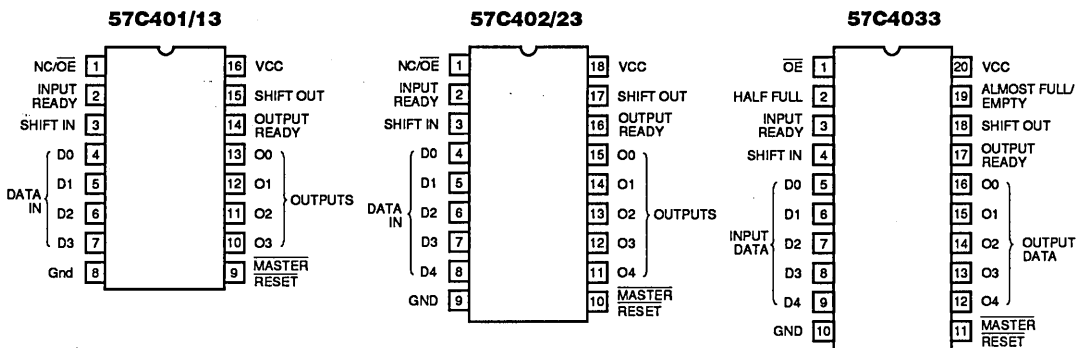 57C401/13
NC/OE 1
INPUT READY 2
SHIFT IN 3
D0 4
D1 5
D2 6
D3 7
DATA IN
Gnd 8
16 VCC
15 SHIFT OUT
14 OUTPUT READY
13 O0
12 O1
11 O2
10 O3
OUTPUTS
9 MASTER RESET
57C402/23
NC/OE 1
INPUT READY 2
SHIFT IN 3
D0 4
D1 5
D2 6
D3 7
D4 8
DATA IN
GND 9
18 VCC
17 SHIFT OUT
16 OUTPUT READY
15 O0
14 O1
13 O2
12 O3
11 O4
OUTPUTS
10 MASTER RESET
57C4033
OE 1
HALF FULL 2
INPUT READY 3
SHIFT IN 4
D0 5
D1 6
D2 7
D3 8
D4 9
INPUT DATA
GND 10
20 VCC
19 ALMOST FULL/ EMPTY
18 SHIFT OUT
17 OUTPUT READY
16 O0
15 O1
14 O2
13 O3
12 O4
OUTPUT DATA
11 MASTER RESET